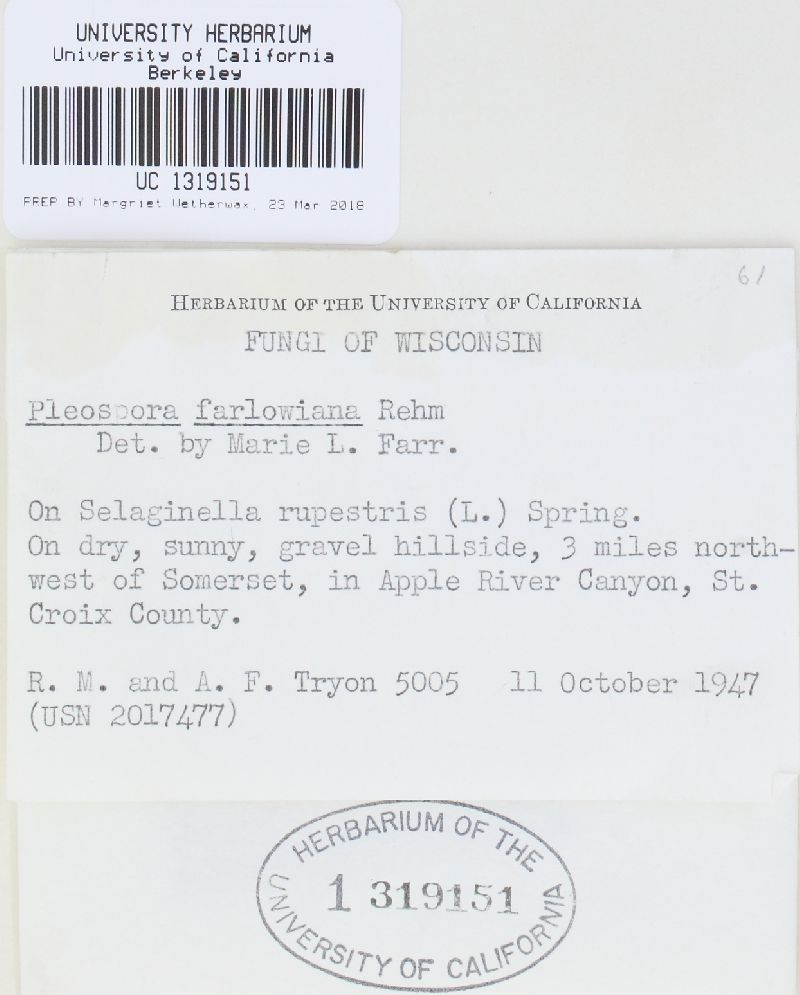 UNIVERSITY HERBARIUM
University of California
Berkeley
UC 1319151
PREP BY Margriet Wetherwax, 23 Mar 2018
61
HERBARIUM OF THE UNIVERSITY OF CALIFORNIA
FUNGI OF WISCONSIN
Pleospora farlowiana Rehm
Det. by Marie L. Farr.
On Selaginella rupestris (L.) Spring.
On dry, sunny, gravel hillside, 3 miles north-
west of Somerset, in Apple River Canyon, St.
Croix County.
R. M. and A. F. Tryon 5005 11 October 1947
(USN 2017477)
HERBARIUM OF THE
1 319151
UNIVERSITY OF CALIFORNIA